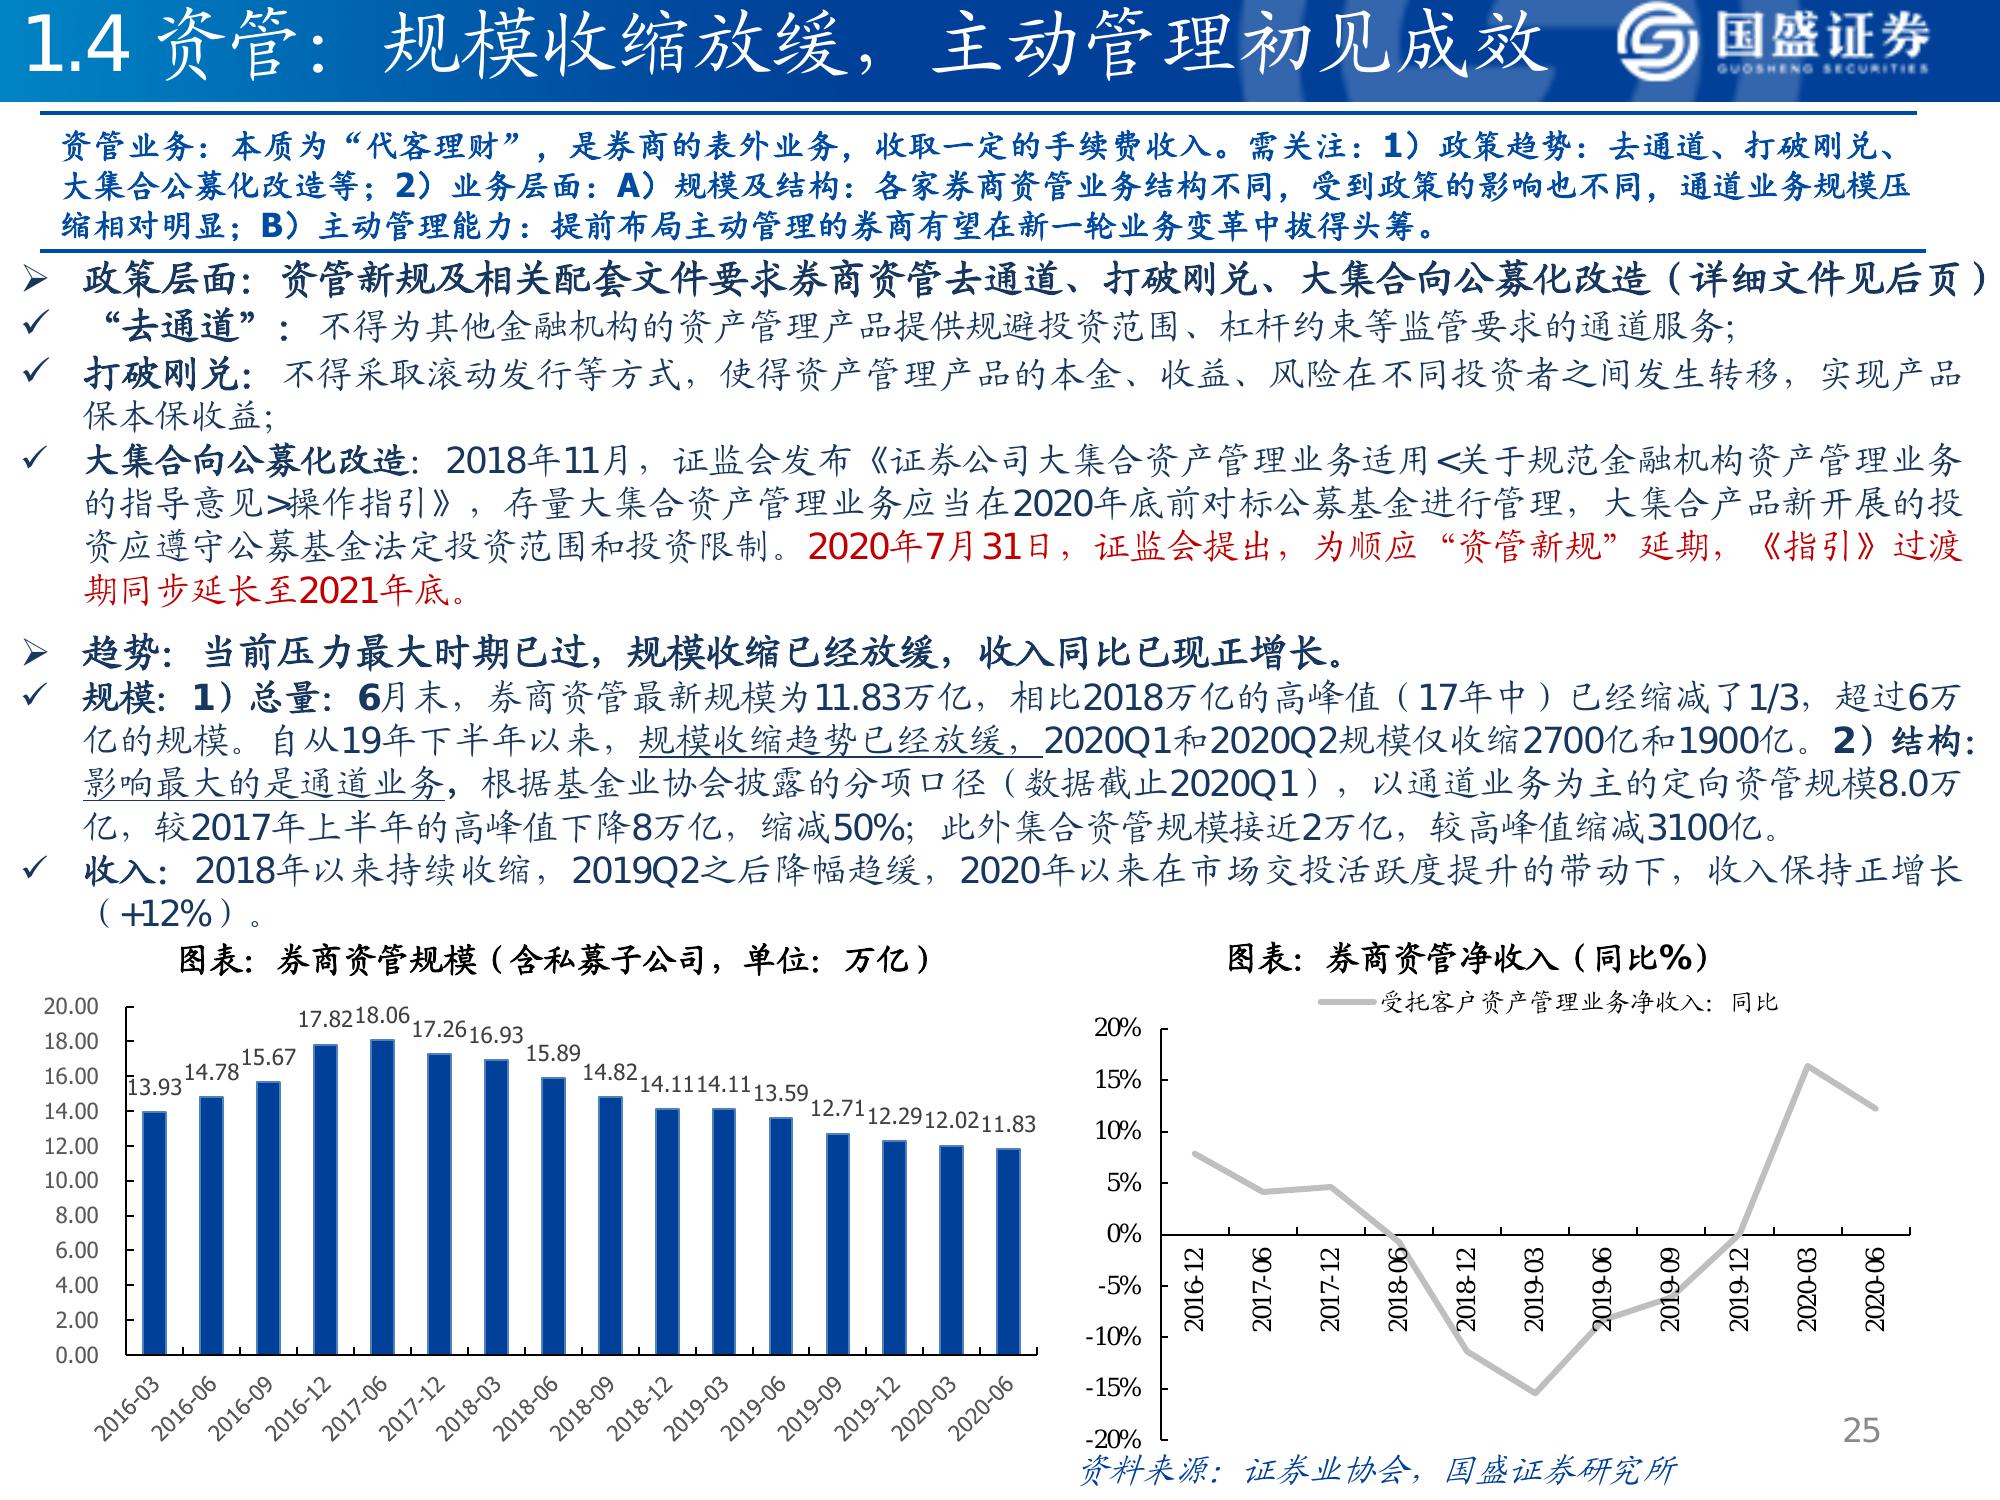 1.4 资管：规模收缩放缓，主动管理初见成效
国盛证券
GUOSHENG SECURITIES
资管业务：本质为“代客理财”，是券商的表外业务，收取一定的手续费收入。需关注：1）政策趋势：去通道、打破刚兑、
大集合公募化改造等；2）业务层面：A）规模及结构：各家券商资管业务结构不同，受到政策的影响也不同，通道业务规模压
缩相对明显；B）主动管理能力：提前布局主动管理的券商有望在新一轮业务变革中拔得头筹。
➢ 政策层面：资管新规及相关配套文件要求券商资管去通道、打破刚兑、大集合向公募化改造（详细文件见后页）
✓ “去通道”：不得为其他金融机构的资产管理产品提供规避投资范围、杠杆约束等监管要求的通道服务；
✓ 打破刚兑：不得采取滚动发行等方式，使得资产管理产品的本金、收益、风险在不同投资者之间发生转移，实现产品
保本保收益；
✓ 大集合向公募化改造：2018年11月，证监会发布《证券公司大集合资产管理业务适用<关于规范金融机构资产管理业务
的指导意见>操作指引》，存量大集合资产管理业务应当在2020年底前对标公募基金进行管理，大集合产品新开展的投
资应遵守公募基金法定投资范围和投资限制。2020年7月31日，证监会提出，为顺应“资管新规”延期，《指引》过渡
期同步延长至2021年底。
➢ 趋势：当前压力最大时期已过，规模收缩已经放缓，收入同比已现正增长。
✓ 规模：1）总量：6月末，券商资管最新规模为11.83万亿，相比2018万亿的高峰值（17年中）已经缩减了1/3，超过6万
亿的规模。自从19年下半年以来，规模收缩趋势已经放缓，2020Q1和2020Q2规模仅收缩2700亿和1900亿。2）结构：
影响最大的是通道业务，根据基金业协会披露的分项口径（数据截止2020Q1），以通道业务为主的定向资管规模8.0万
亿，较2017年上半年的高峰值下降8万亿，缩减50%；此外集合资管规模接近2万亿，较高峰值缩减3100亿。
✓ 收入：2018年以来持续收缩，2019Q2之后降幅趋缓，2020年以来在市场交投活跃度提升的带动下，收入保持正增长
（+12%）。
图表：券商资管规模（含私募子公司，单位：万亿）
20.00
18.00
16.00
14.00
12.00
10.00
8.00
6.00
4.00
2.00
0.00
13.93 14.78 15.67 17.82 18.06 17.26 16.93 15.89 14.82 14.11 14.11 13.59 12.71 12.29 12.02 11.83
2016-03 2016-06 2016-09 2016-12 2017-06 2017-12 2018-03 2018-06 2018-09 2018-12 2019-03 2019-06 2019-09 2019-12 2020-03 2020-06
图表：券商资管净收入（同比%）
受托客户资产管理业务净收入：同比
20%
15%
10%
5%
0%
-5%
-10%
-15%
-20%
2016-12 2017-06 2017-12 2018-06 2018-12 2019-03 2019-06 2019-09 2019-12 2020-03 2020-06
25
资料来源：证券业协会，国盛证券研究所